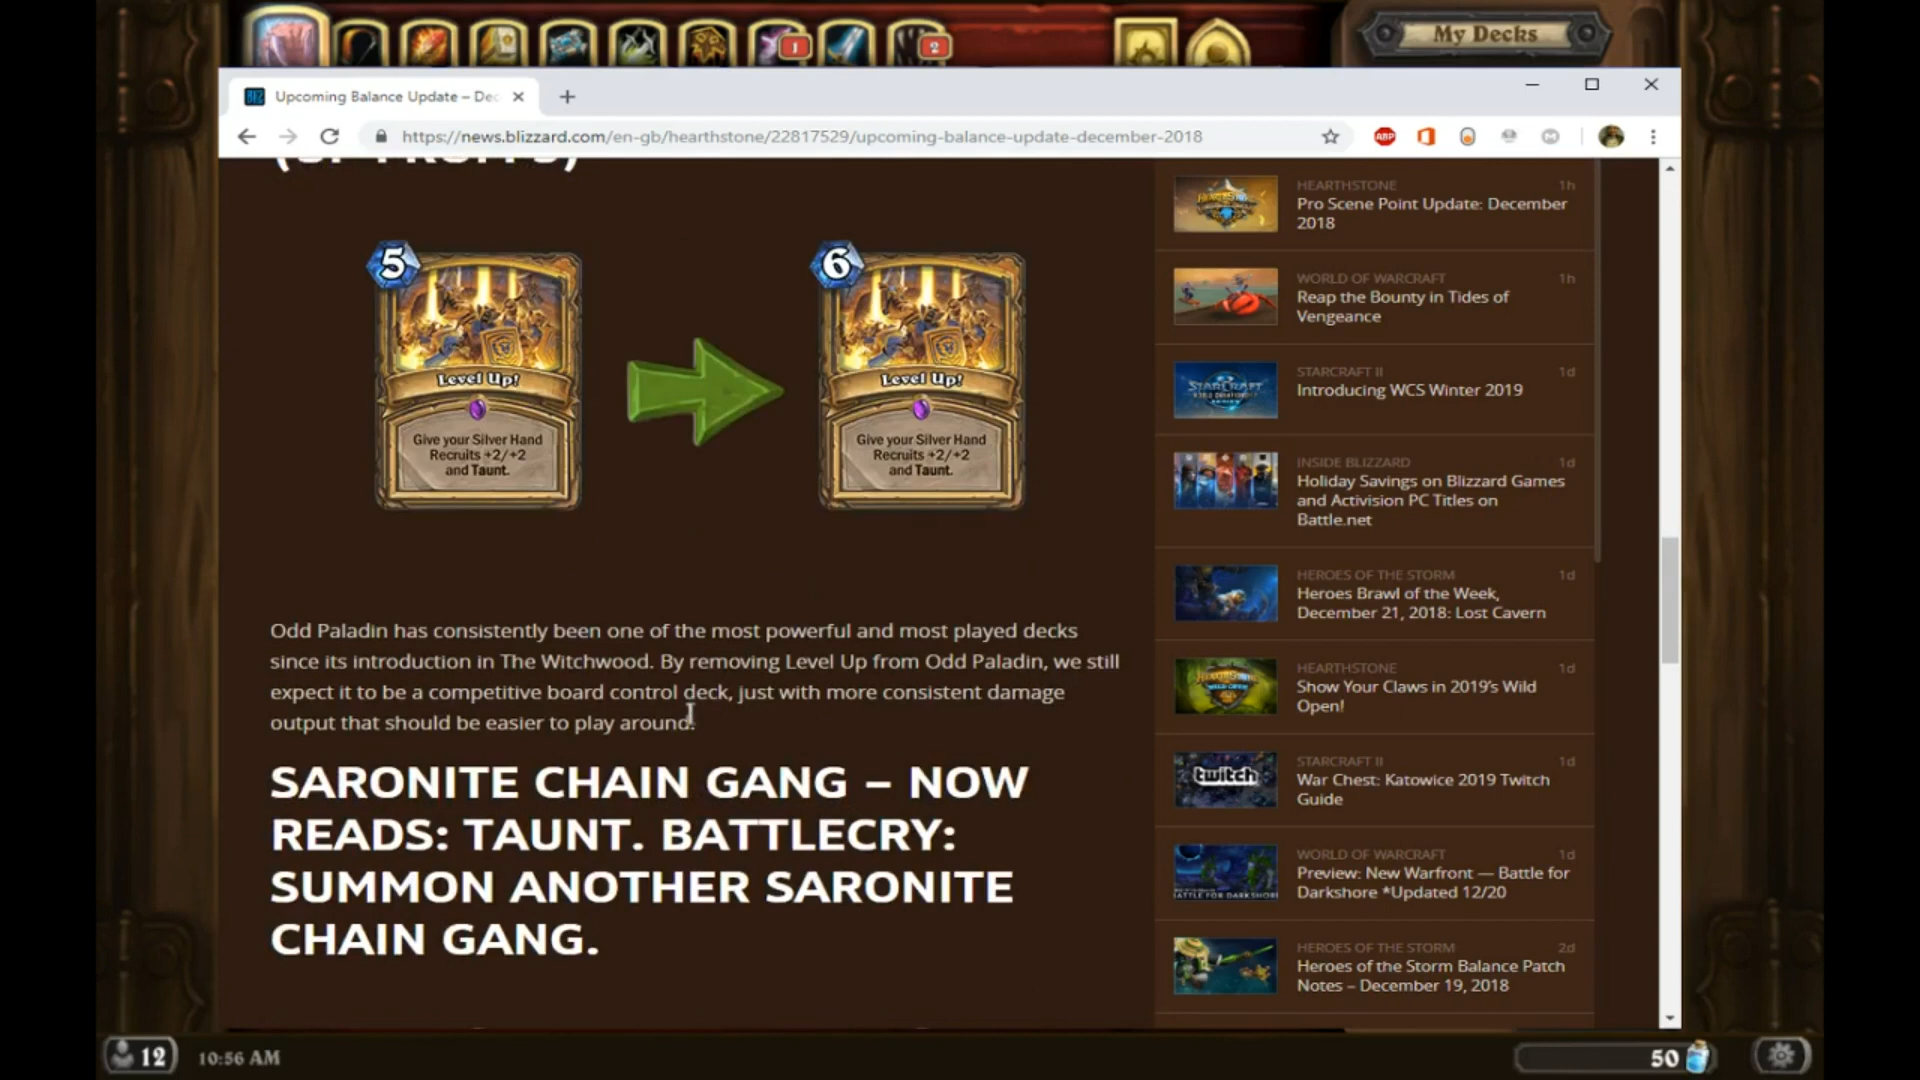 1
2
My Decks
Upcoming Balance Update – Dec
https://news.blizzard.com/en-gb/hearthstone/22817529/upcoming-balance-update-december-2018
ABP
5
Level Up!
Give your Silver Hand
Recruits +2/+2
and Taunt.
6
Level Up!
Give your Silver Hand
Recruits +2/+2
and Taunt.
Odd Paladin has consistently been one of the most powerful and most played decks
since its introduction in The Witchwood. By removing Level Up from Odd Paladin, we still
expect it to be a competitive board control deck, just with more consistent damage
output that should be easier to play around.
SARONITE CHAIN GANG – NOW
READS: TAUNT. BATTLECRY:
SUMMON ANOTHER SARONITE
CHAIN GANG.
HEARTHSTONE 1h
Pro Scene Point Update: December
2018
WORLD OF WARCRAFT 1h
Reap the Bounty in Tides of
Vengeance
STARCRAFT II 1d
Introducing WCS Winter 2019
INSIDE BLIZZARD 1d
Holiday Savings on Blizzard Games
and Activision PC Titles on
Battle.net
HEROES OF THE STORM 1d
Heroes Brawl of the Week,
December 21, 2018: Lost Cavern
HEARTHSTONE 1d
Show Your Claws in 2019's Wild
Open!
twitch
STARCRAFT II 1d
War Chest: Katowice 2019 Twitch
Guide
WORLD OF WARCRAFT 1d
Preview: New Warfront — Battle for
Darkshore *Updated 12/20
BATTLE FOR DARKSHORE
HEROES OF THE STORM 2d
Heroes of the Storm Balance Patch
Notes – December 19, 2018
12
10:56 AM
50